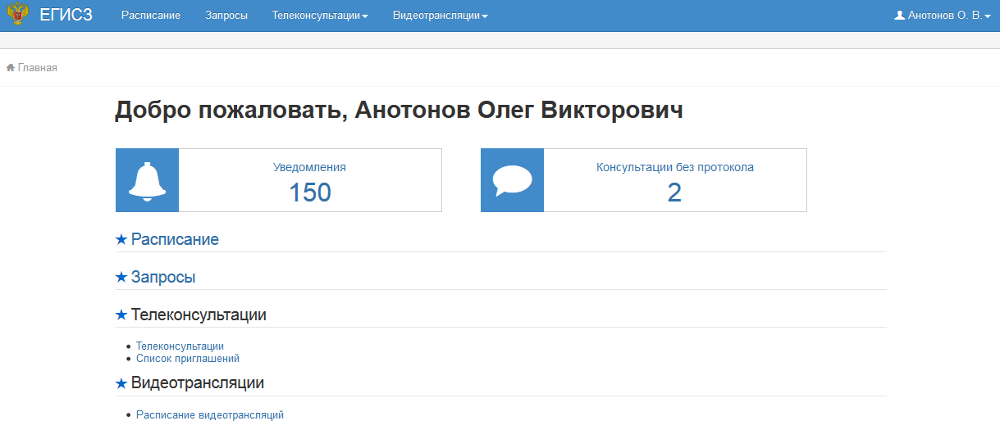 ЕГИСЗ Расписание Запросы Телеконсультации Видеотрансляции Анотонов О. В.
Главная
Добро пожаловать, Анотонов Олег Викторович
Уведомления
150
Консультации без протокола
2
Расписание
Запросы
Телеконсультации
Телеконсультации
Список приглашений
Видеотрансляции
Расписание видеотрансляций